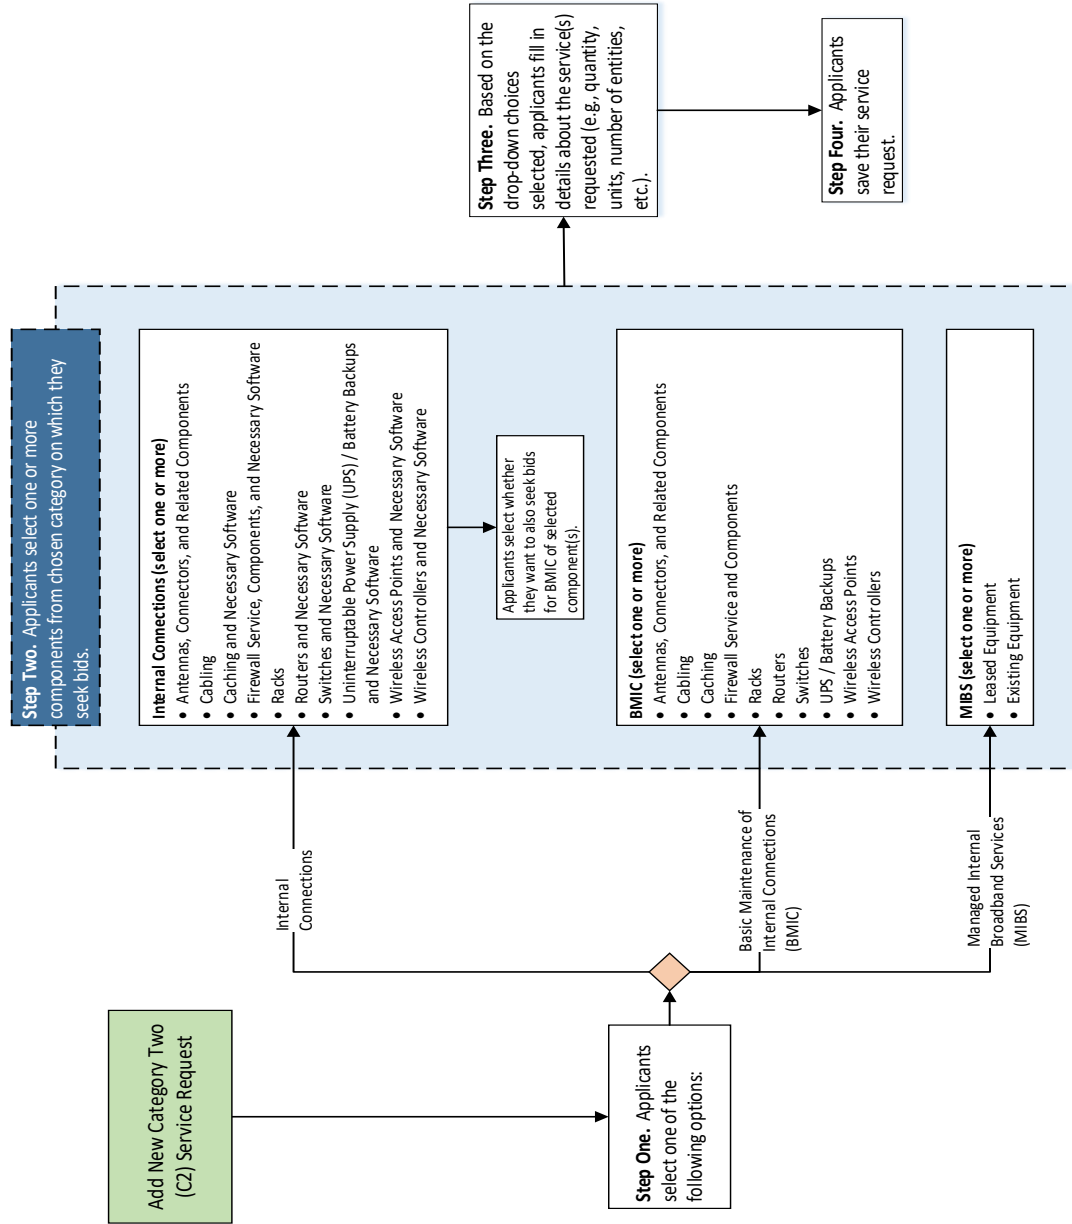 Add New Category Two
(C2) Service Request
Step One. Applicants
select one of the
following options:
Internal
Connections
Basic Maintenance of
Internal Connections
(BMIC)
Managed Internal
Broadband Services
(MIBS)
Step Two. Applicants select one or more
components from chosen category on which they
seek bids.
Internal Connections (select one or more)
• Antennas, Connectors, and Related Components
• Cabling
• Caching and Necessary Software
• Firewall Service, Components, and Necessary Software
• Racks
• Routers and Necessary Software
• Switches and Necessary Software
• Uninterruptable Power Supply (UPS) / Battery Backups
and Necessary Software
• Wireless Access Points and Necessary Software
• Wireless Controllers and Necessary Software
Applicants select whether
they want to also seek bids
for BMIC of selected
component(s).
BMIC (select one or more)
• Antennas, Connectors, and Related Components
• Cabling
• Caching
• Firewall Service and Components
• Racks
• Routers
• Switches
• UPS / Battery Backups
• Wireless Access Points
• Wireless Controllers
MIBS (select one or more)
• Leased Equipment
• Existing Equipment
Step Three. Based on the
drop-down choices
selected, applicants fill in
details about the service(s)
requested (e.g., quantity,
units, number of entities,
etc.).
Step Four. Applicants
save their service
request.